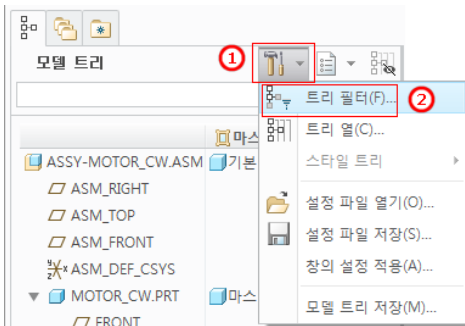 모델 트리
①
트리 필터(F)...
②
트리 열(C)...
스타일 트리
설정 파일 열기(O)...
설정 파일 저장(S)...
창의 설정 적용(A)...
모델 트리 저장(M)...
마스
ASSY-MOTOR_CW.ASM 기본
ASM_RIGHT
ASM_TOP
ASM_FRONT
ASM_DEF_CSYS
MOTOR_CW.PRT 마스
FRONT